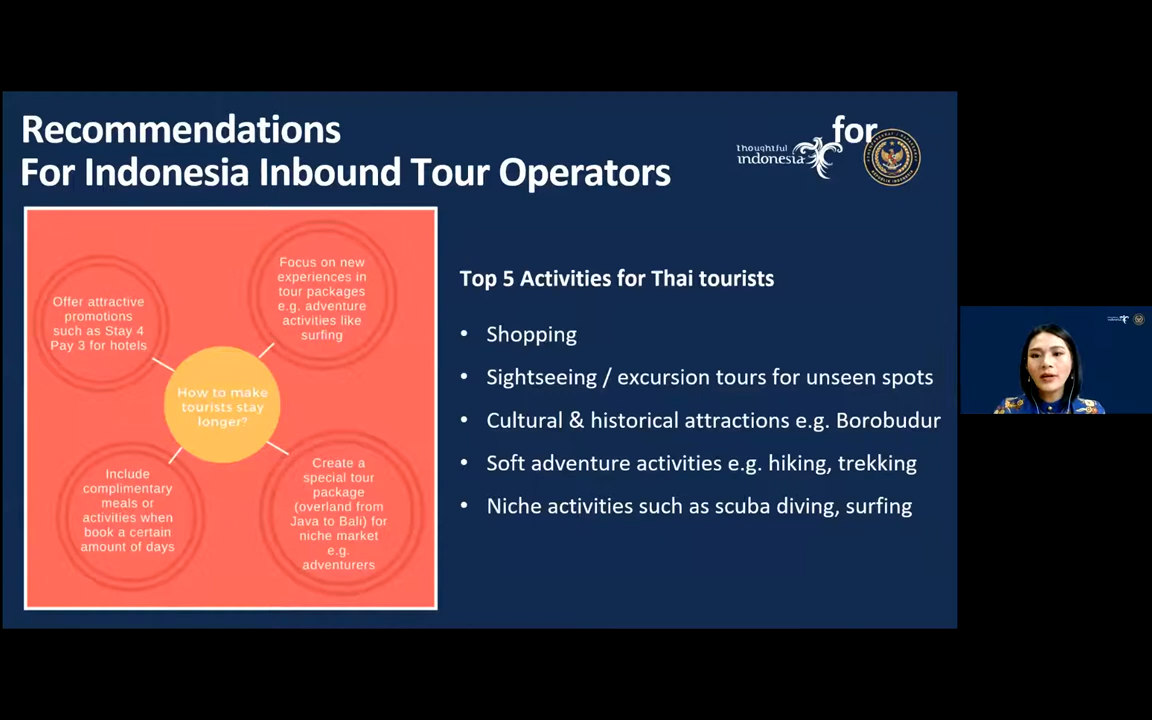 Recommendations
For Indonesia Inbound Tour Operators
for
Thoughtful
indonesia
Offer attractive
promotions
such as Stay 4
Pay 3 for hotels
Focus on new
experiences in
tour packages
e.g. adventure
activities like
surfing
How to make
tourists stay
longer?
Include
complimentary
meals or
activities when
book a certain
amount of days
Create a
special tour
package
(overland from
Java to Bali) for
niche market
e.g.
adventurers
Top 5 Activities for Thai tourists
• Shopping
• Sightseeing / excursion tours for unseen spots
• Cultural & historical attractions e.g. Borobudur
• Soft adventure activities e.g. hiking, trekking
• Niche activities such as scuba diving, surfing